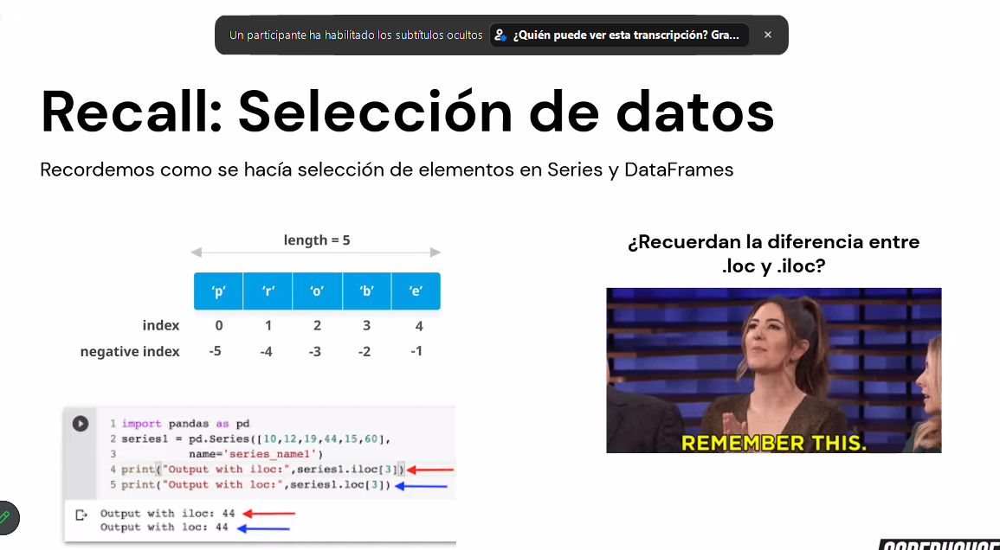 Un participante ha habilitado los subtítulos ocultos ¿Quién puede ver esta transcripción? Gra...
Recall: Selección de datos
Recordemos como se hacía selección de elementos en Series y DataFrames
length = 5
‘p’ ‘r’ ‘o’ ‘b’ ‘e’
index 0 1 2 3 4
negative index -5 -4 -3 -2 -1
¿Recuerdan la diferencia entre
.loc y .iloc?
REMEMBER THIS.
1 import pandas as pd
2 series1 = pd.Series([10,12,19,44,15,60],
3 name='series_name1')
4 print("Output with iloc:",series1.iloc[3])
5 print("Output with loc:",series1.loc[3])
Output with iloc: 44
Output with loc: 44